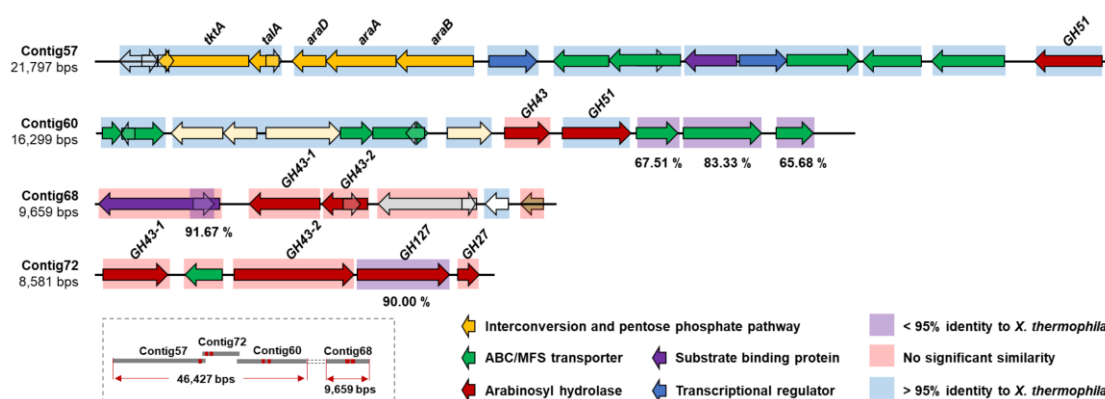 tktA talA araD araA araB GH51
Contig57
21,797 bps
GH43 GH51
Contig60
16,299 bps
67.51 % 83.33 % 65.68 %
GH43-1 GH43-2
Contig68
9,659 bps
91.67 %
GH43-1 GH43-2 GH127 GH27
Contig72
8,581 bps
90.00 %
Contig72
Contig57 Contig60 Contig68
46,427 bps 9,659 bps
Interconversion and pentose phosphate pathway < 95% identity to X. thermophila
ABC/MFS transporter Substrate binding protein No significant similarity
Arabinosyl hydrolase Transcriptional regulator > 95% identity to X. thermophila